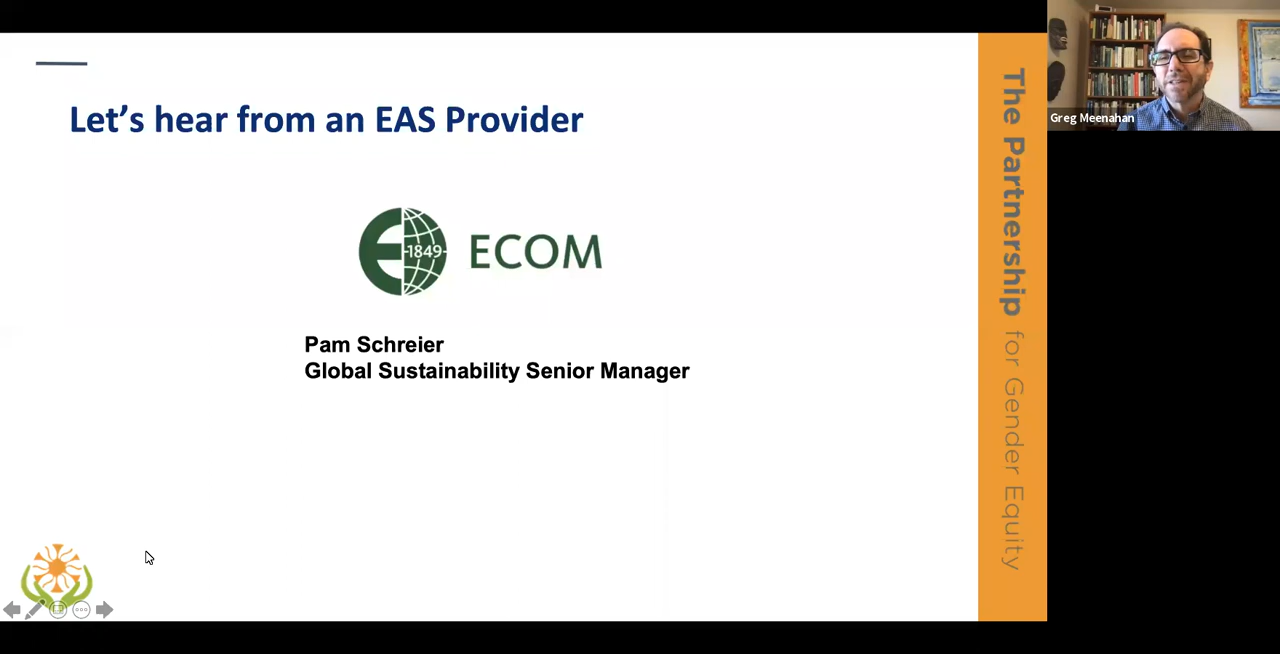 Let's hear from an EAS Provider
1849
ECOM
Pam Schreier
Global Sustainability Senior Manager
The Partnership for Gender Equity
Greg Meenahan